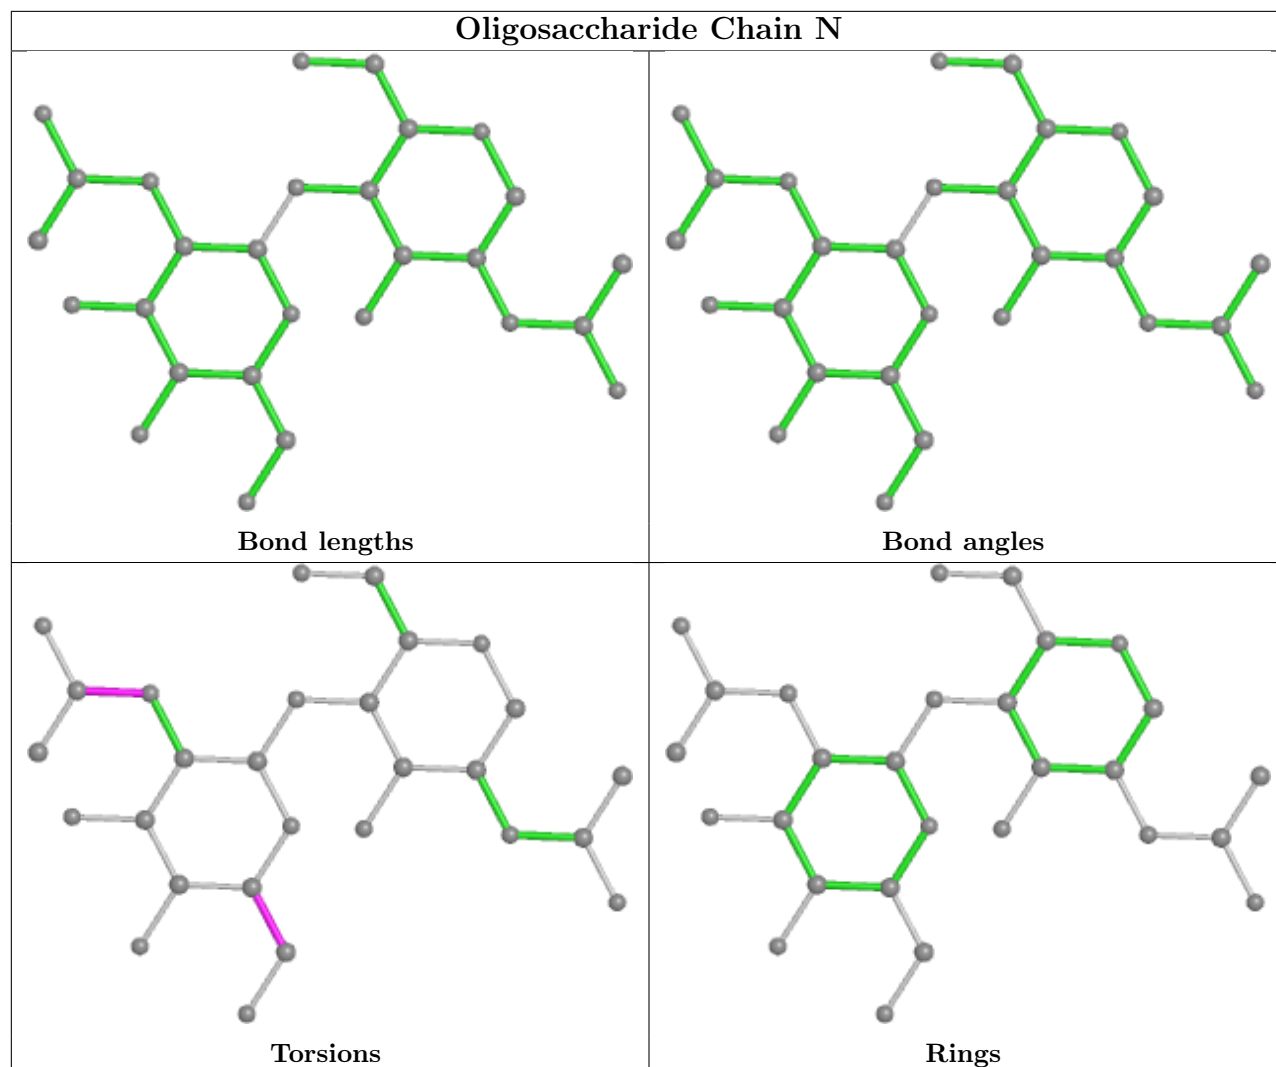 Oligosaccharide Chain N
Bond lengths
Bond angles
Torsions
Rings